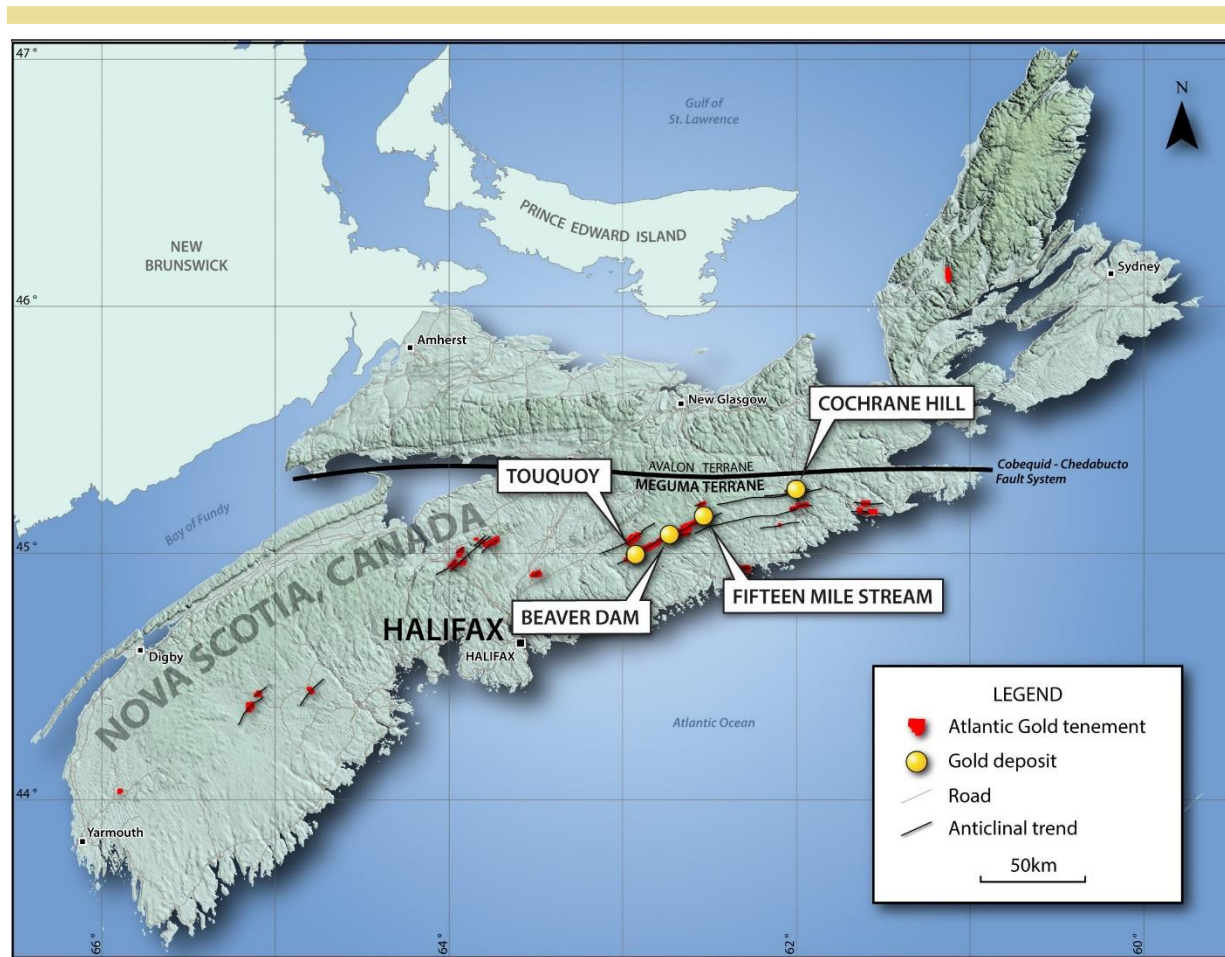 47°
N
Gulf of
St. Lawrence
PRINCE EDWARD ISLAND
NEW
BRUNSWICK
Sydney
46°
Amherst
New Glasgow
COCHRANE HILL
AVALON TERRANE
MEGUMA TERRANE
Cobequid - Chedabucto
Fault System
TOUQUOY
Bay of Fundy
45°
NOVA SCOTIA, CANADA
BEAVER DAM
FIFTEEN MILE STREAM
HALIFAX
HALIFAX
Digby
Atlantic Ocean
LEGEND
Atlantic Gold tenement
Gold deposit
Road
Anticlinal trend
50km
44°
Yarmouth
66°
64°
62°
60°